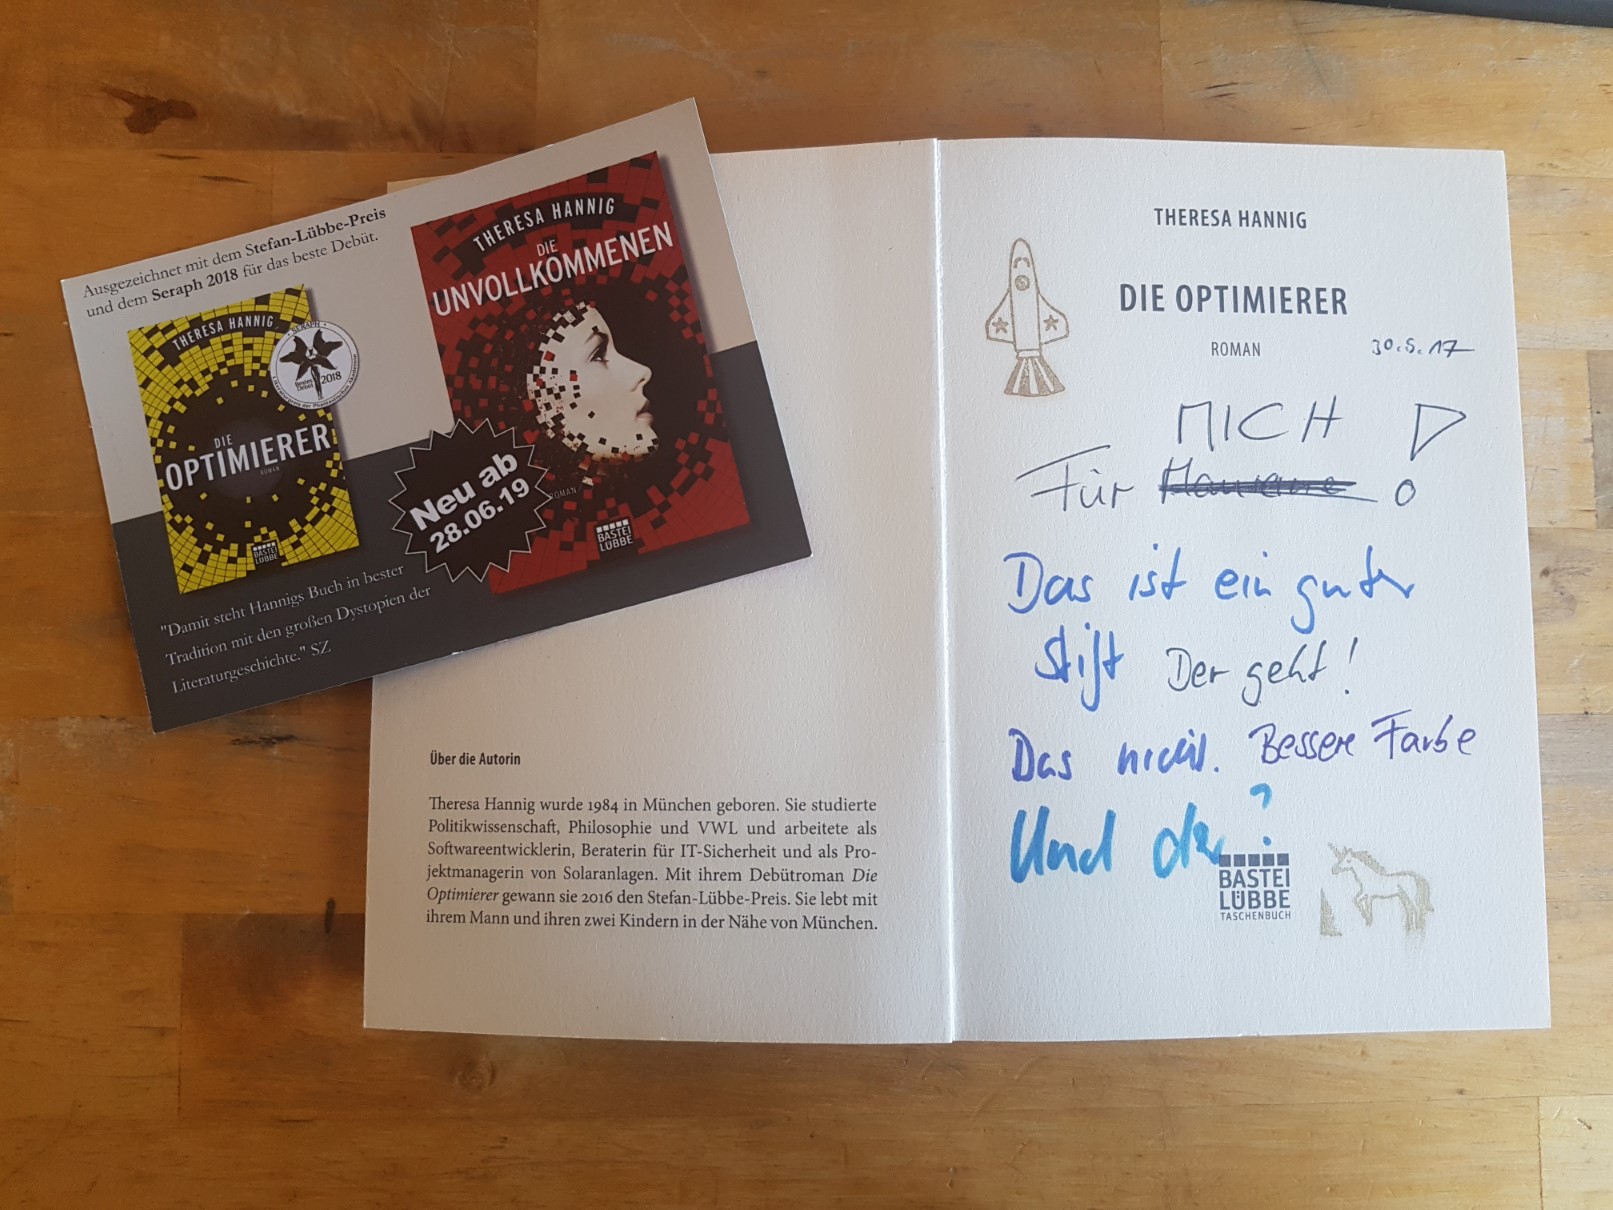 Ausgezeichnet mit dem Stefan-Lübbe-Preis
und dem Seraph 2018 für das beste Debüt.
THERESA HANNIG
DIE
OPTIMIERER
ROMAN
SERAPH
Bestes
Debüt 2018
THERESA HANNIG
DIE
UNVOLLKOMMENEN
ROMAN
Neu ab
28.06.19
BASTEI
LÜBBE
BASTEI
LÜBBE
"Damit steht Hannigs Buch in bester
Tradition mit den großen Dystopien der
Literaturgeschichte." SZ
Über die Autorin
Theresa Hannig wurde 1984 in München geboren. Sie studierte
Politikwissenschaft, Philosophie und VWL und arbeitete als
Softwareentwicklerin, Beraterin für IT-Sicherheit und als Pro-
jektmanagerin von Solaranlagen. Mit ihrem Debütroman Die
Optimierer gewann sie 2016 den Stefan-Lübbe-Preis. Sie lebt mit
ihrem Mann und ihren zwei Kindern in der Nähe von München.
THERESA HANNIG
DIE OPTIMIERER
ROMAN
30.5.17
MICH !
Für
Das ist ein guter
Stift Der geht!
Das nicht. Bessere Farbe
Und der?
BASTEI
LÜBBE
TASCHENBUCH